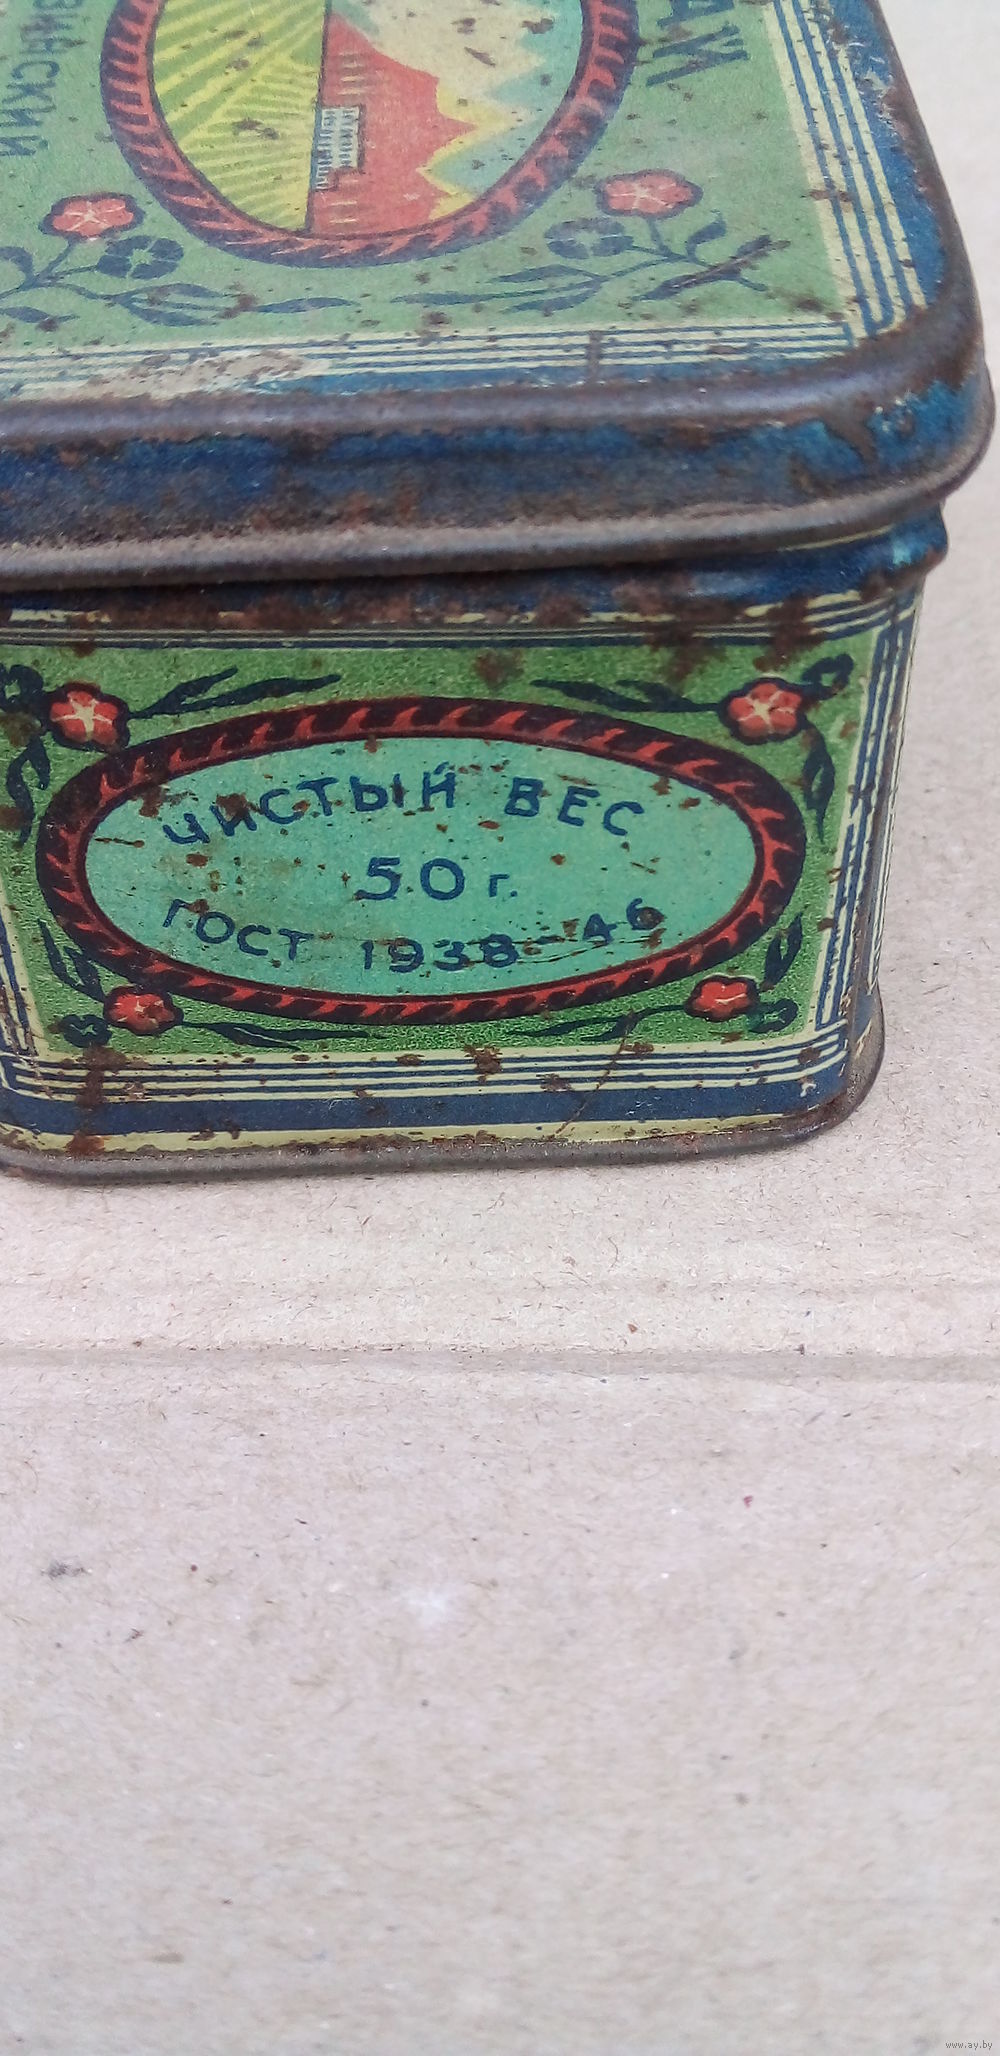 ЧИСТЫЙ ВЕС
50 г.
ГОСТ 1938-46
www.ay.by